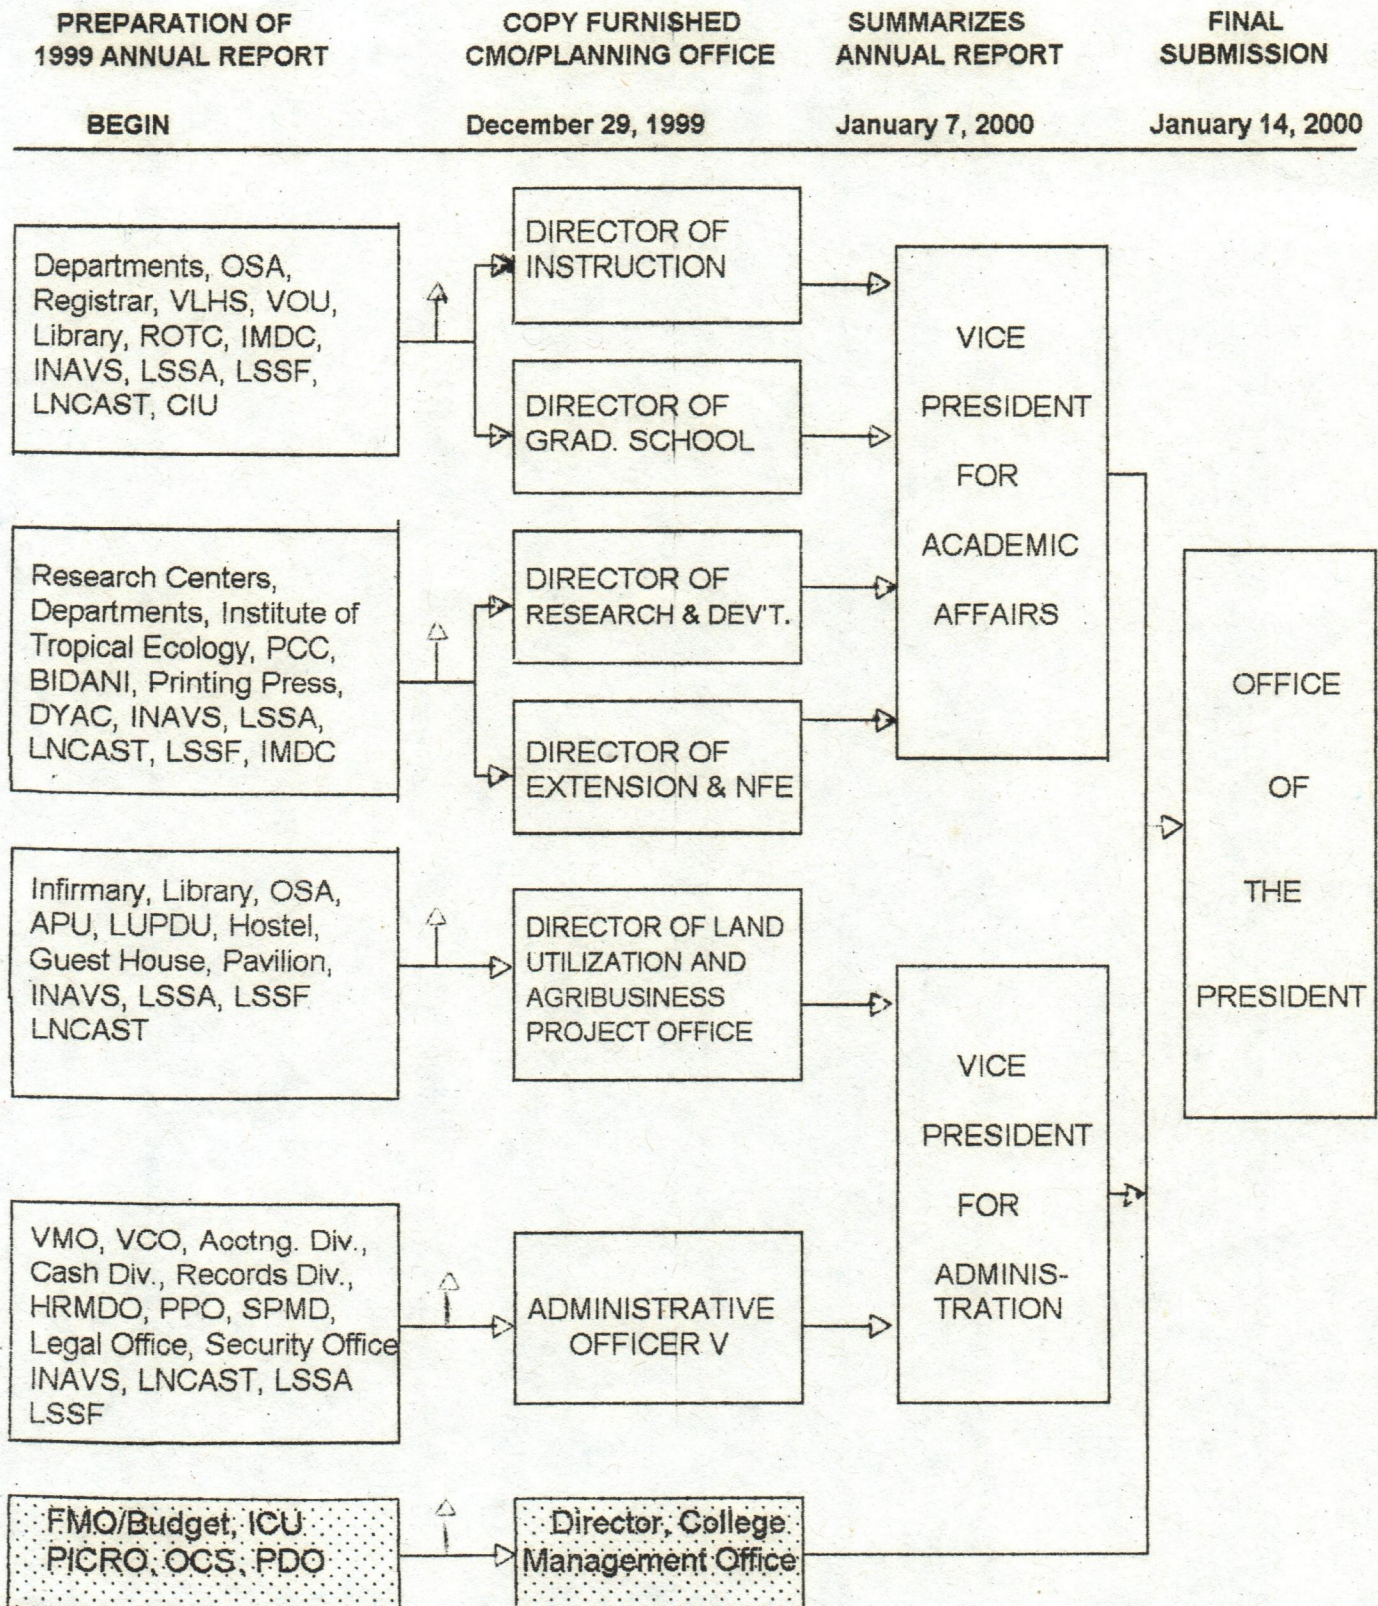 PREPARATION OF
1999 ANNUAL REPORT
COPY FURNISHED
CMO/PLANNING OFFICE
SUMMARIZES
ANNUAL REPORT
FINAL
SUBMISSION
BEGIN
December 29, 1999
January 7, 2000
January 14, 2000
Departments, OSA,
Registrar, VLHS, VOU,
Library, ROTC, IMDC,
INAVS, LSSA, LSSF,
LNCAST, CIU
DIRECTOR OF
INSTRUCTION
DIRECTOR OF
GRAD. SCHOOL
Research Centers,
Departments, Institute of
Tropical Ecology, PCC,
BIDANI, Printing Press,
DYAC, INAVS, LSSA,
LNCAST, LSSF, IMDC
DIRECTOR OF
RESEARCH & DEV'T.
DIRECTOR OF
EXTENSION & NFE
VICE
PRESIDENT
FOR
ACADEMIC
AFFAIRS
Infirmary, Library, OSA,
APU, LUPDU, Hostel,
Guest House, Pavilion,
INAVS, LSSA, LSSF
LNCAST
DIRECTOR OF LAND
UTILIZATION AND
AGRIBUSINESS
PROJECT OFFICE
VMO, VCO, Acctng. Div.,
Cash Div., Records Div.,
HRMDO, PPO, SPMD,
Legal Office, Security Office
INAVS, LNCAST, LSSA
LSSF
ADMINISTRATIVE
OFFICER V
VICE
PRESIDENT
FOR
ADMINIS-
TRATION
OFFICE
OF
THE
PRESIDENT
FMO/Budget, ICU
PICRO, OCS, PDO
Director, College
Management Office